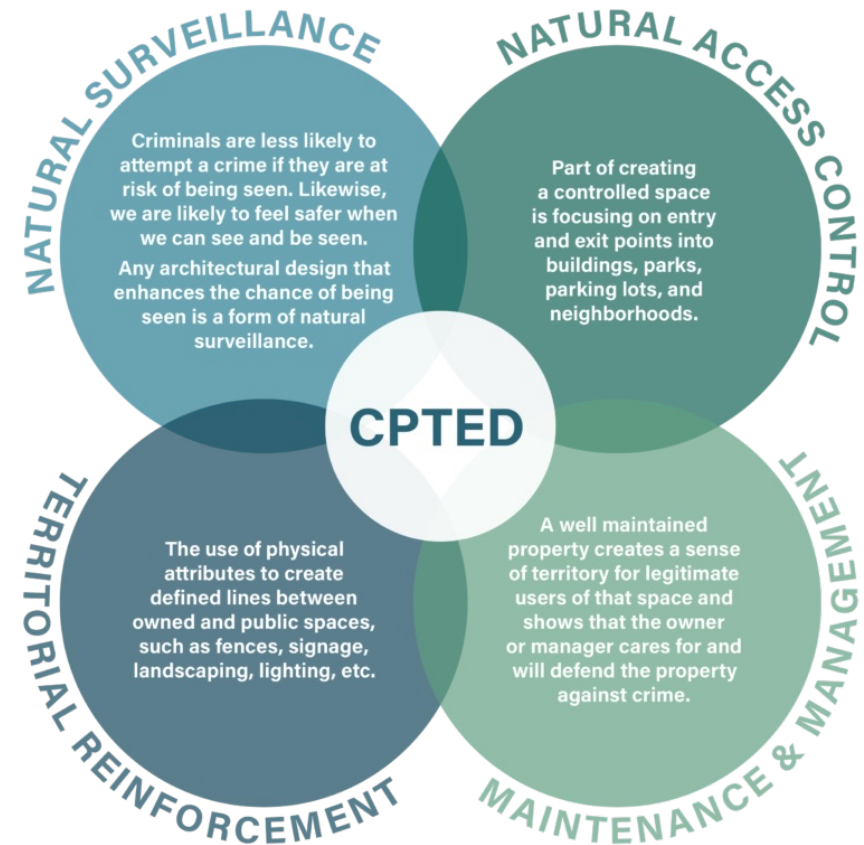 NATURAL SURVEILLANCE
Criminals are less likely to
attempt a crime if they are at
risk of being seen. Likewise,
we are likely to feel safer when
we can see and be seen.
Any architectural design that
enhances the chance of being
seen is a form of natural
surveillance.
NATURAL ACCESS CONTROL
Part of creating
a controlled space
is focusing on entry
and exit points into
buildings, parks,
parking lots, and
neighborhoods.
CPTED
TERRITORIAL REINFORCEMENT
The use of physical
attributes to create
defined lines between
owned and public spaces,
such as fences, signage,
landscaping, lighting, etc.
MAINTENANCE & MANAGEMENT
A well maintained
property creates a sense
of territory for legitimate
users of that space and
shows that the owner
or manager cares for and
will defend the property
against crime.